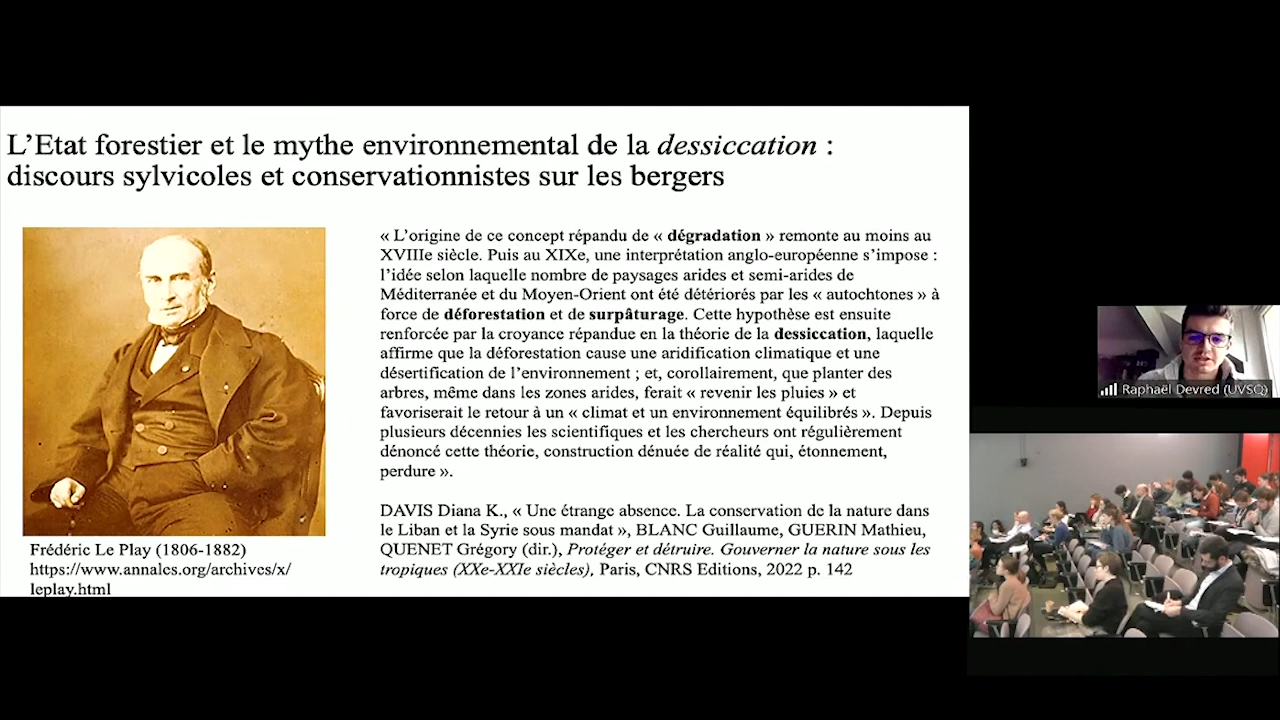 L’Etat forestier et le mythe environnemental de la dessiccation :
discours sylvicoles et conservationnistes sur les bergers
« L’origine de ce concept répandu de « dégradation » remonte au moins au
XVIIIe siècle. Puis au XIXe, une interprétation anglo-européenne s’impose :
l’idée selon laquelle nombre de paysages arides et semi-arides de
Méditerranée et du Moyen-Orient ont été détériorés par les « autochtones » à
force de déforestation et de surpâturage. Cette hypothèse est ensuite
renforcée par la croyance répandue en la théorie de la dessiccation, laquelle
affirme que la déforestation cause une aridification climatique et une
désertification de l’environnement ; et, corollairement, que planter des
arbres, même dans les zones arides, ferait « revenir les pluies » et
favoriserait le retour à un « climat et un environnement équilibrés ». Depuis
plusieurs décennies les scientifiques et les chercheurs ont régulièrement
dénoncé cette théorie, construction dénuée de réalité qui, étonnement,
perdure ».
DAVIS Diana K., « Une étrange absence. La conservation de la nature dans
le Liban et la Syrie sous mandat », BLANC Guillaume, GUERIN Mathieu,
QUENET Grégory (dir.), Protéger et détruire. Gouverner la nature sous les
tropiques (XXe-XXIe siècles), Paris, CNRS Editions, 2022 p. 142
Frédéric Le Play (1806-1882)
https://www.annales.org/archives/x/
leplay.html
Raphaël Devred (UVSQ)